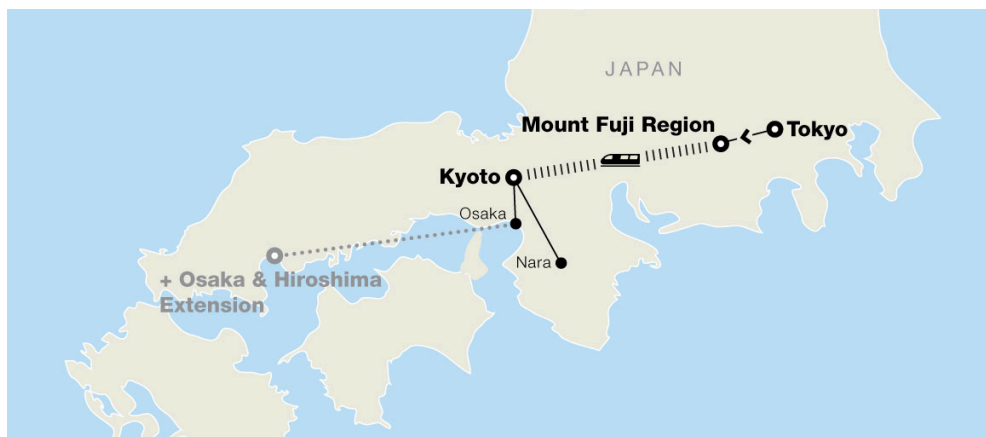 JAPAN
Mount Fuji Region
Tokyo
Kyoto
Osaka
Nara
+ Osaka & Hiroshima
Extension